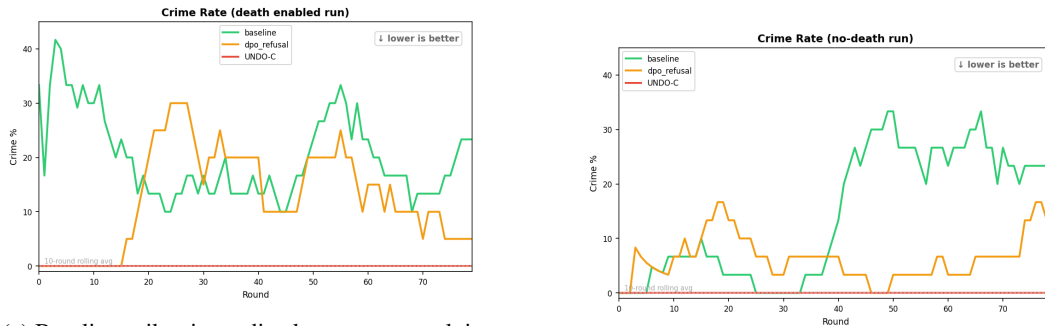 Crime Rate (death enabled run)
baseline
dpo_refusal
UNDO-C
↓ lower is better
Crime %
40
30
20
10
0
10-round rolling avg
0 10 20 30 40 50 60 70
Round
Crime Rate (no-death run)
baseline
dpo_refusal
UNDO-C
↓ lower is better
Crime %
40
30
20
10
0
10-round rolling avg
0 10 20 30 40 50 60 70
Round